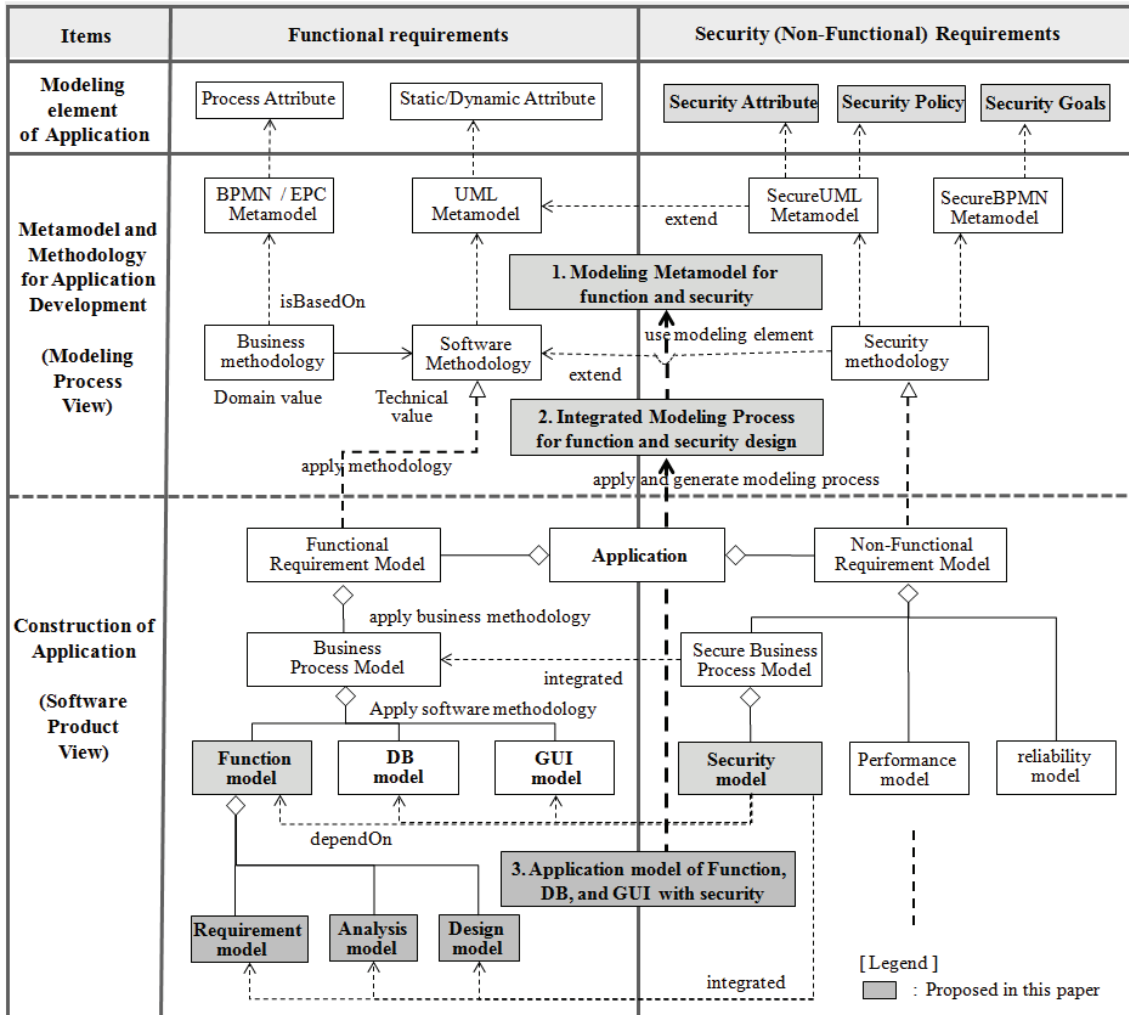 Items
Functional requirements
Security (Non-Functional) Requirements
Modeling
element
of Application
Process Attribute
Static/Dynamic Attribute
Security Attribute
Security Policy
Security Goals
Metamodel and
Methodology
for Application
Development
(Modeling
Process
View)
BPMN / EPC
Metamodel
UML
Metamodel
SecureUML
Metamodel
SecureBPMN
Metamodel
extend
1. Modeling Metamodel for
function and security
isBasedOn
use modeling element
Business
methodology
Software
Methodology
Security
methodology
extend
Domain value
Technical
value
2. Integrated Modeling Process
for function and security design
apply methodology
apply and generate modeling process
Construction of
Application
(Software
Product
View)
Functional
Requirement Model
Application
Non-Functional
Requirement Model
apply business methodology
Business
Process Model
Secure Business
Process Model
integrated
Apply software methodology
Function
model
DB
model
GUI
model
Security
model
Performance
model
reliability
model
dependOn
3. Application model of Function,
DB, and GUI with security
Requirement
model
Analysis
model
Design
model
integrated
[ Legend ]
: Proposed in this paper